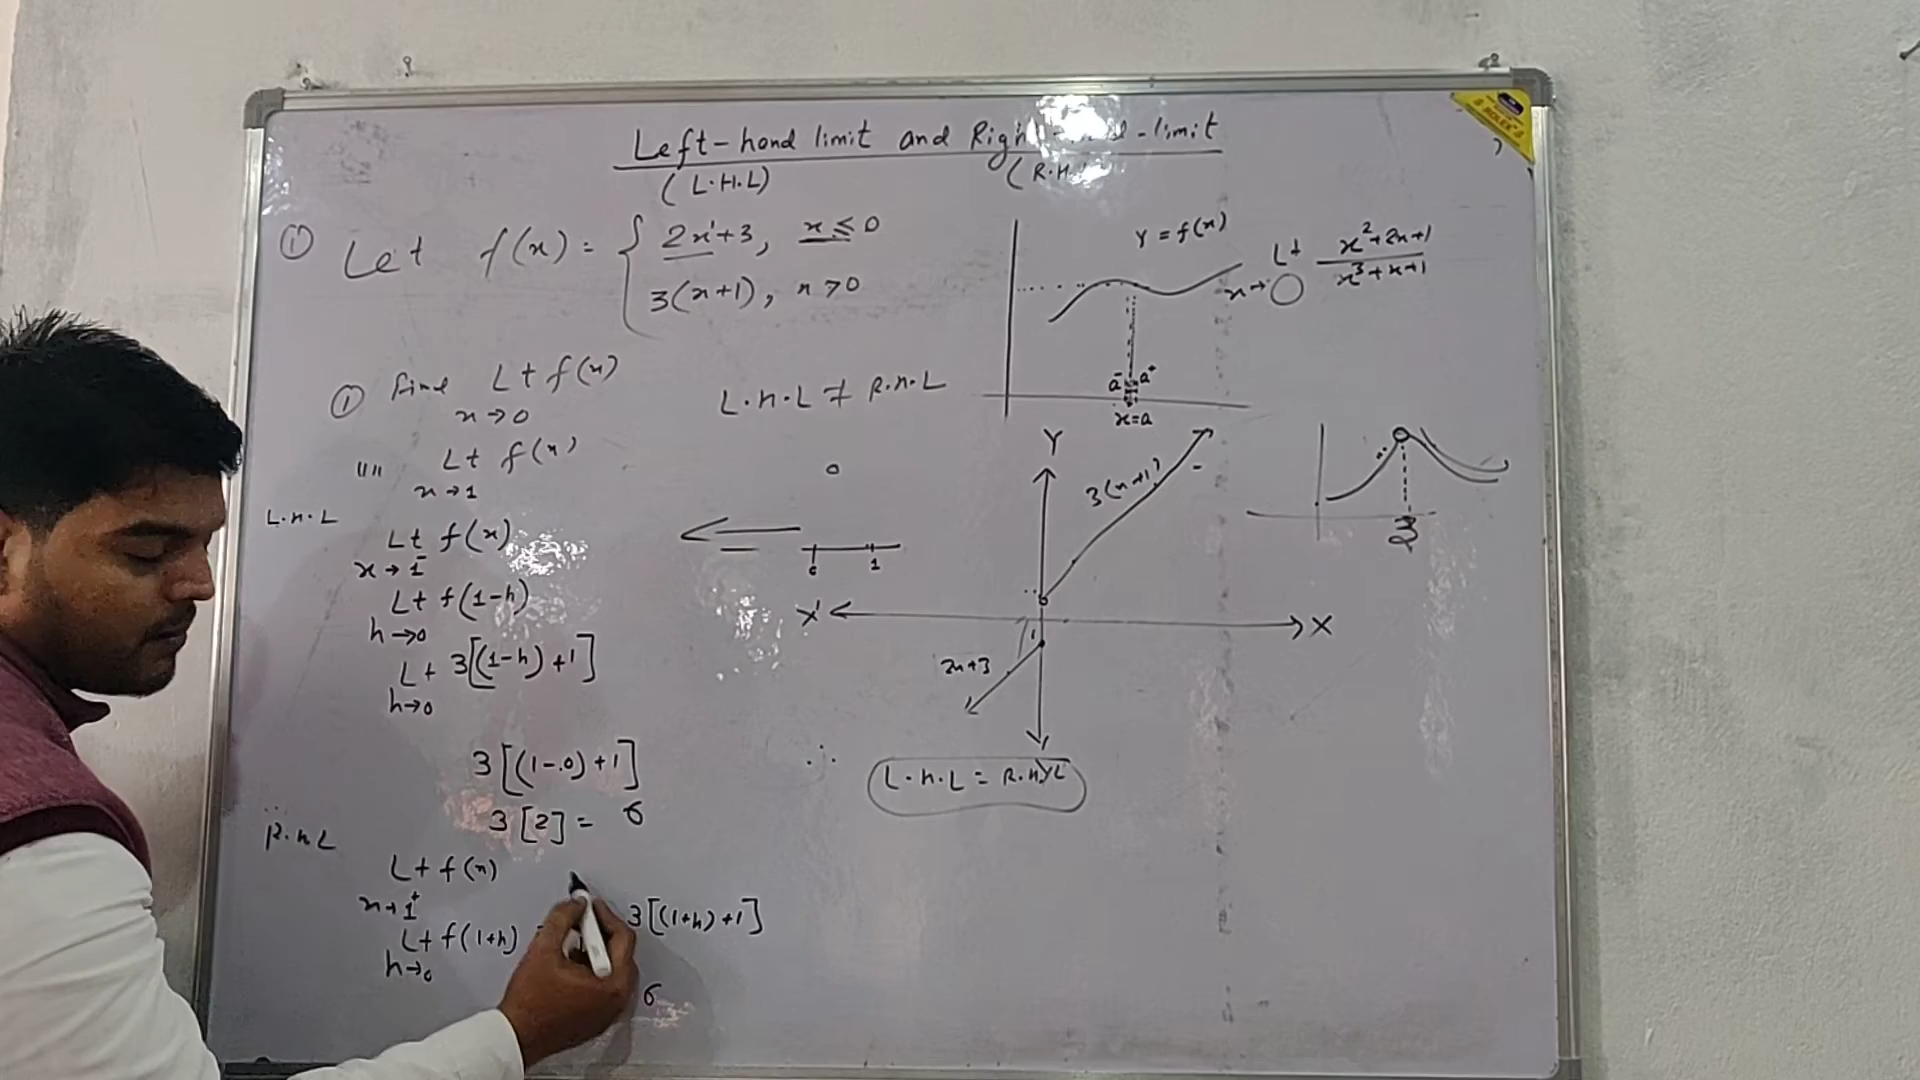 Left-hand limit and Right-hand-limit
(L.H.L) (R.H.
① Let f(x) = { 2x+3, x ≤ 0
3(x+1), x > 0
① find Lt f(x)
x→0
"" Lt f(x)
x→1
L.H.L
Lt f(x)
x→1⁻
Lt f(1-h)
h→0
Lt 3[(1-h)+1]
h→0
3[(1-0)+1]
3[2] = 6
R.H.L
Lt f(x)
x→1⁺
Lt f(1+h) = 3[(1+h)+1]
h→0
6
L.H.L ≠ R.H.L
0
0 1
∴ L.H.L = R.H.L
Y = f(x)
a⁻ a⁺
x=a
Lt x²+2x+1
x→ x³+x+1
Y
3(x+1)
X' X
2x+3
Y'
2
ROLEX